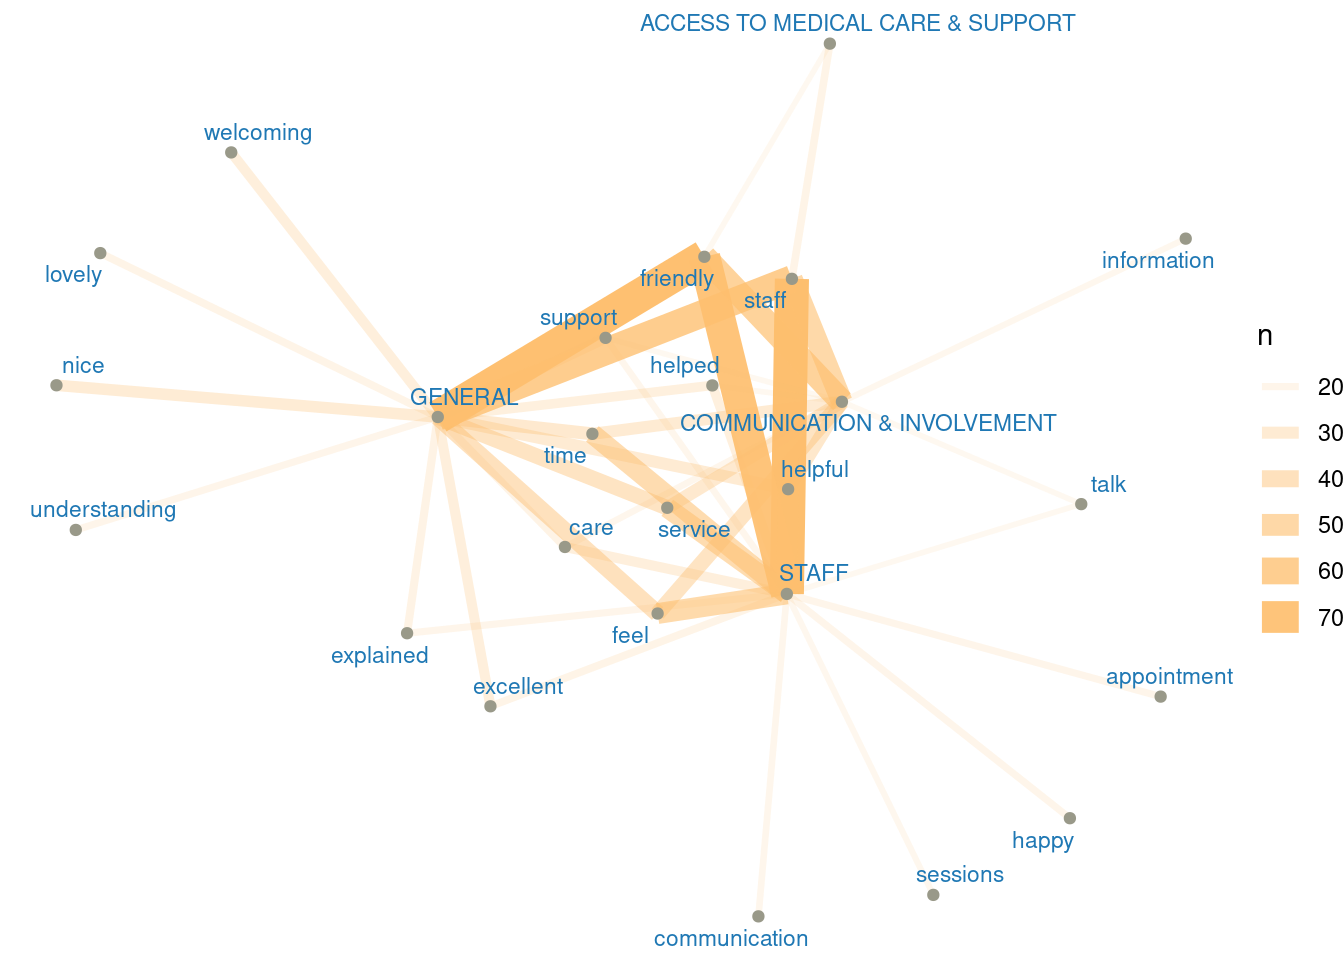 ACCESS TO MEDICAL CARE & SUPPORT
welcoming
information
lovely
friendly
staff
support
n
nice
helped
20
GENERAL
COMMUNICATION & INVOLVEMENT
30
time
helpful
40
talk
understanding
care
service
50
STAFF
60
70
feel
explained
excellent
appointment
happy
sessions
communication